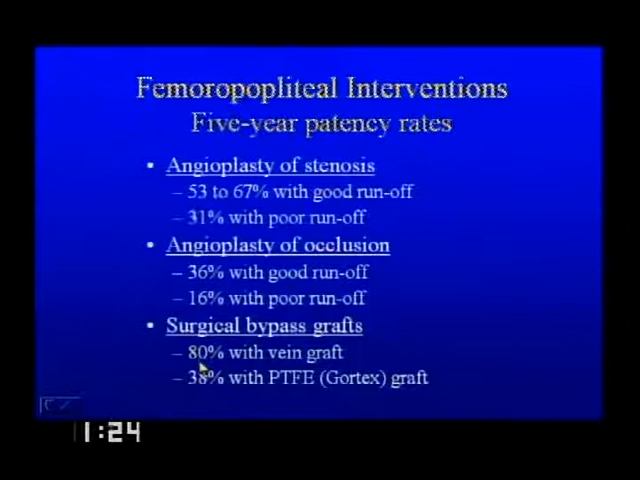 Femoropopliteal Interventions
Five-year patency rates
• Angioplasty of stenosis
– 53 to 67% with good run-off
– 31% with poor run-off
• Angioplasty of occlusion
– 36% with good run-off
– 16% with poor run-off
• Surgical bypass grafts
– 80% with vein graft
– 38% with PTFE (Gortex) graft
1:24